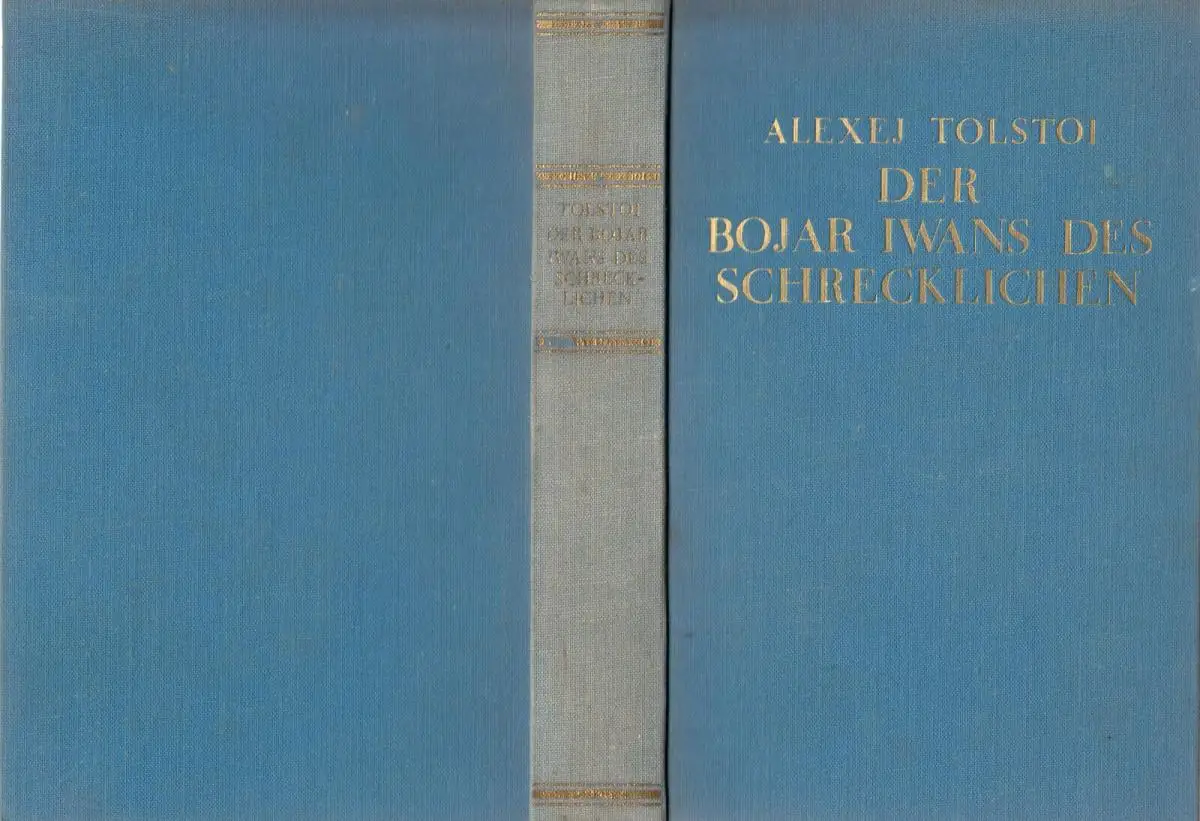 TOLSTOI
DER BOJAR
IWANS DES
SCHRECK-
LICHEN
ALEXEJ TOLSTOI
DER
BOJAR IWANS DES
SCHRECKLICHEN